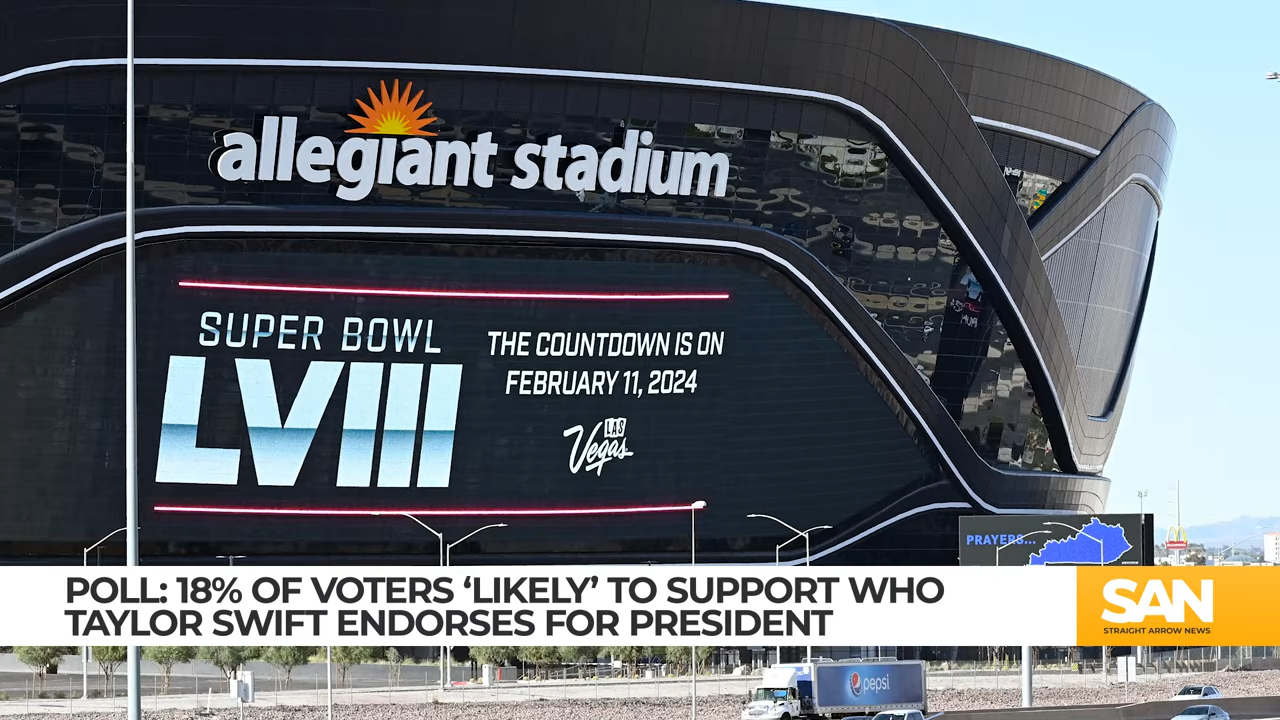 allegiant stadium
SUPER BOWL
LVIII
THE COUNTDOWN IS ON
FEBRUARY 11, 2024
LAS
Vegas
PRAYERS...
POLL: 18% OF VOTERS ‘LIKELY’ TO SUPPORT WHO
TAYLOR SWIFT ENDORSES FOR PRESIDENT
SAN
STRAIGHT ARROW NEWS
pepsi